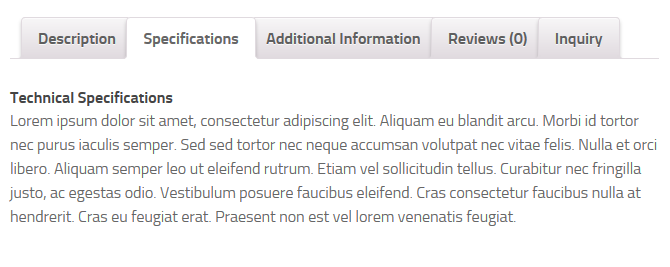 Description Specifications Additional Information Reviews (0) Inquiry
Technical Specifications
Lorem ipsum dolor sit amet, consectetur adipiscing elit. Aliquam eu blandit arcu. Morbi id tortor
nec purus iaculis semper. Sed sed tortor nec neque accumsan volutpat nec vitae felis. Nulla et orci
libero. Aliquam semper leo ut eleifend rutrum. Etiam vel sollicitudin tellus. Curabitur nec fringilla
justo, ac egestas odio. Vestibulum posuere faucibus eleifend. Cras consectetur faucibus nulla at
hendrerit. Cras eu feugiat erat. Praesent non est vel lorem venenatis feugiat.